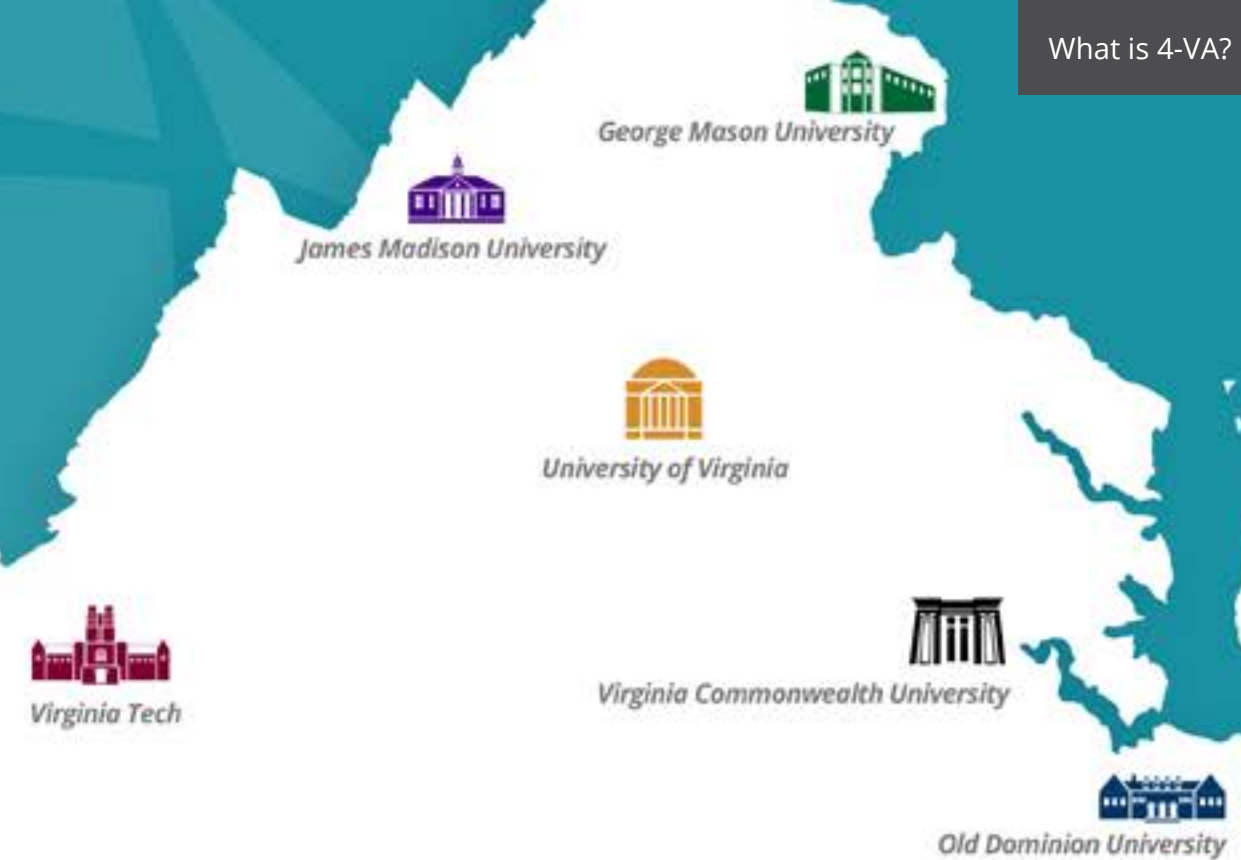 What is 4-VA?
George Mason University
James Madison University
University of Virginia
Virginia Commonwealth University
Virginia Tech
Old Dominion University